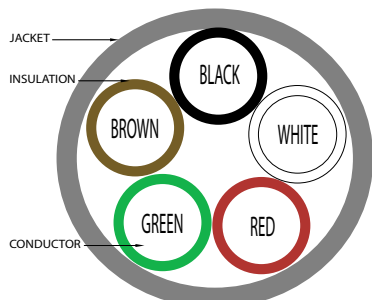 JACKET
BLACK
INSULATION
BROWN
WHITE
GREEN
RED
CONDUCTOR